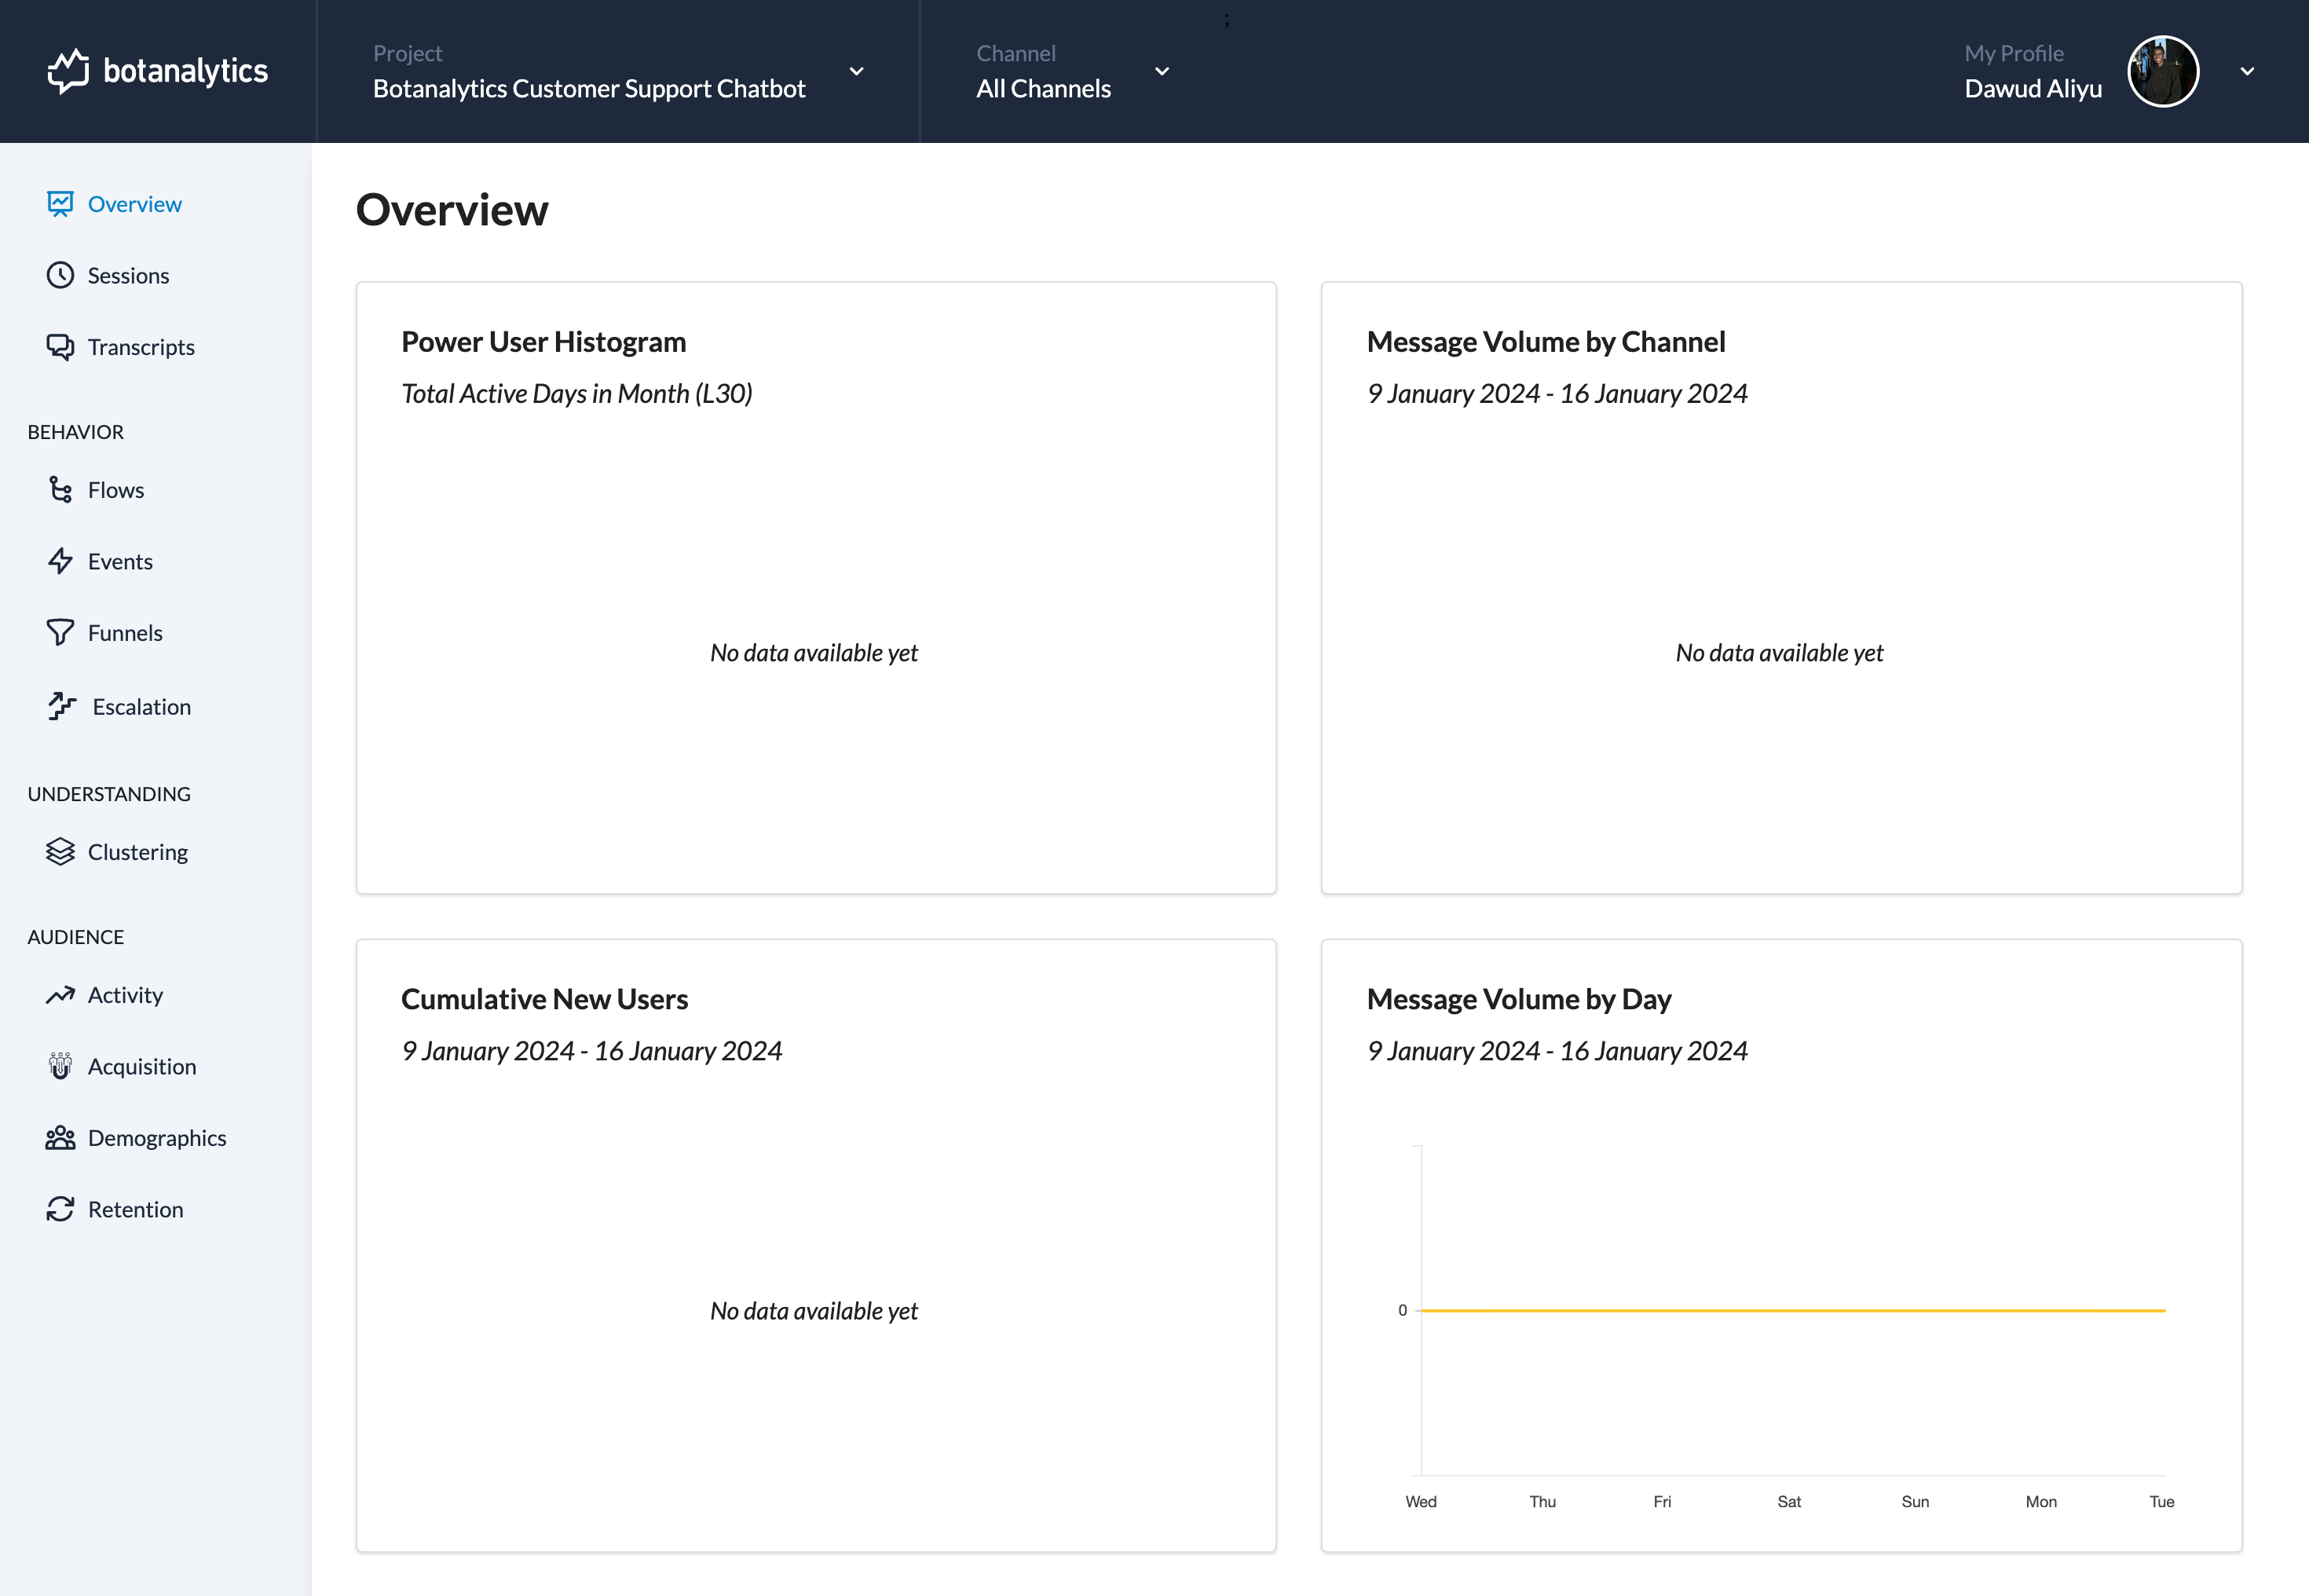 ;
botanalytics
Project
Botanalytics Customer Support Chatbot
Channel
All Channels
My Profile
Dawud Aliyu
Overview
Sessions
Transcripts
BEHAVIOR
Flows
Events
Funnels
Escalation
UNDERSTANDING
Clustering
AUDIENCE
Activity
Acquisition
Demographics
Retention
Overview
Power User Histogram
Total Active Days in Month (L30)
No data available yet
Message Volume by Channel
9 January 2024 - 16 January 2024
No data available yet
Cumulative New Users
9 January 2024 - 16 January 2024
No data available yet
Message Volume by Day
9 January 2024 - 16 January 2024
0
Wed Thu Fri Sat Sun Mon Tue